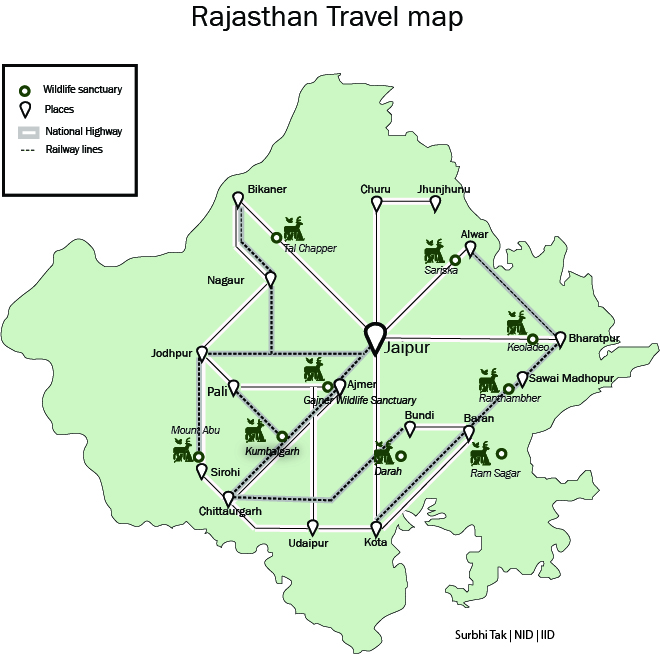 Rajasthan Travel map
Wildlife sanctuary
Places
National Highway
Railway lines
Bikaner
Churu
Jhunjhunu
Tal Chapper
Alwar
Sariska
Nagaur
Jaipur
Keoladeo
Bharatpur
Jodhpur
Pali
Ajmer
Gajner Wildlife Sanctuary
Sawai Madhopur
Ranthambher
Mount Abu
Kumbalgarh
Bundi
Baran
Sirohi
Darah
Ram Sagar
Chittaurgarh
Udaipur
Kota
Surbhi Tak | NID | IID